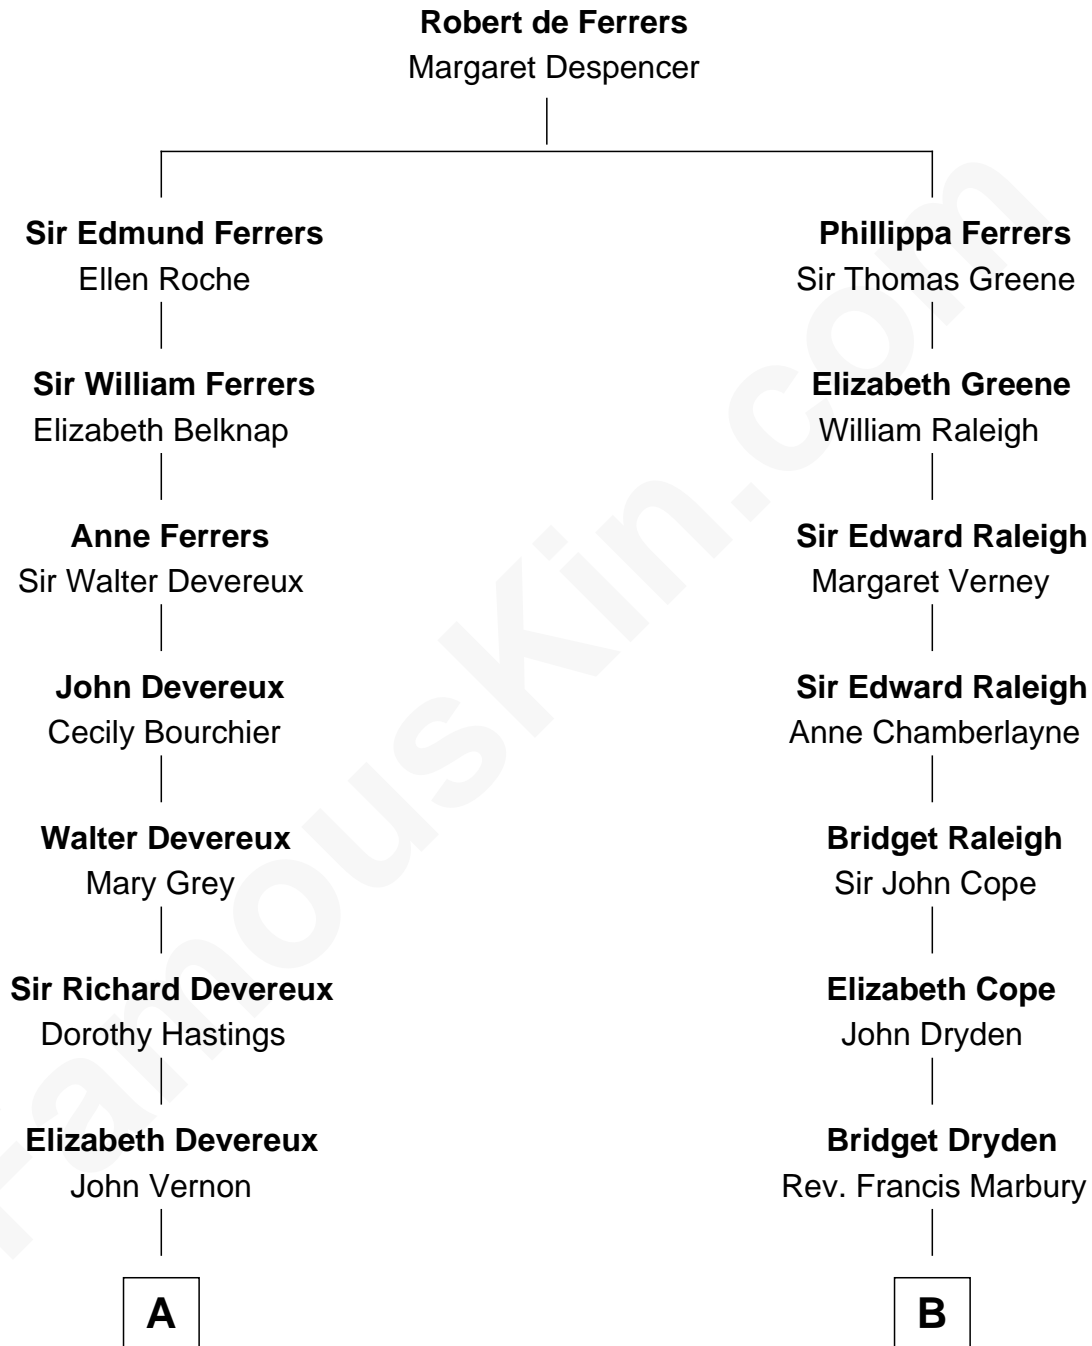 Robert de Ferrers
Margaret Despencer
Sir Edmund Ferrers
Ellen Roche
Phillippa Ferrers
Sir Thomas Greene
Sir William Ferrers
Elizabeth Belknap
Elizabeth Greene
William Raleigh
Anne Ferrers
Sir Walter Devereux
Sir Edward Raleigh
Margaret Verney
John Devereux
Cecily Bourchier
Sir Edward Raleigh
Anne Chamberlayne
Walter Devereux
Mary Grey
Bridget Raleigh
Sir John Cope
Sir Richard Devereux
Dorothy Hastings
Elizabeth Cope
John Dryden
Elizabeth Devereux
John Vernon
Bridget Dryden
Rev. Francis Marbury
A
B
FamousKin.com